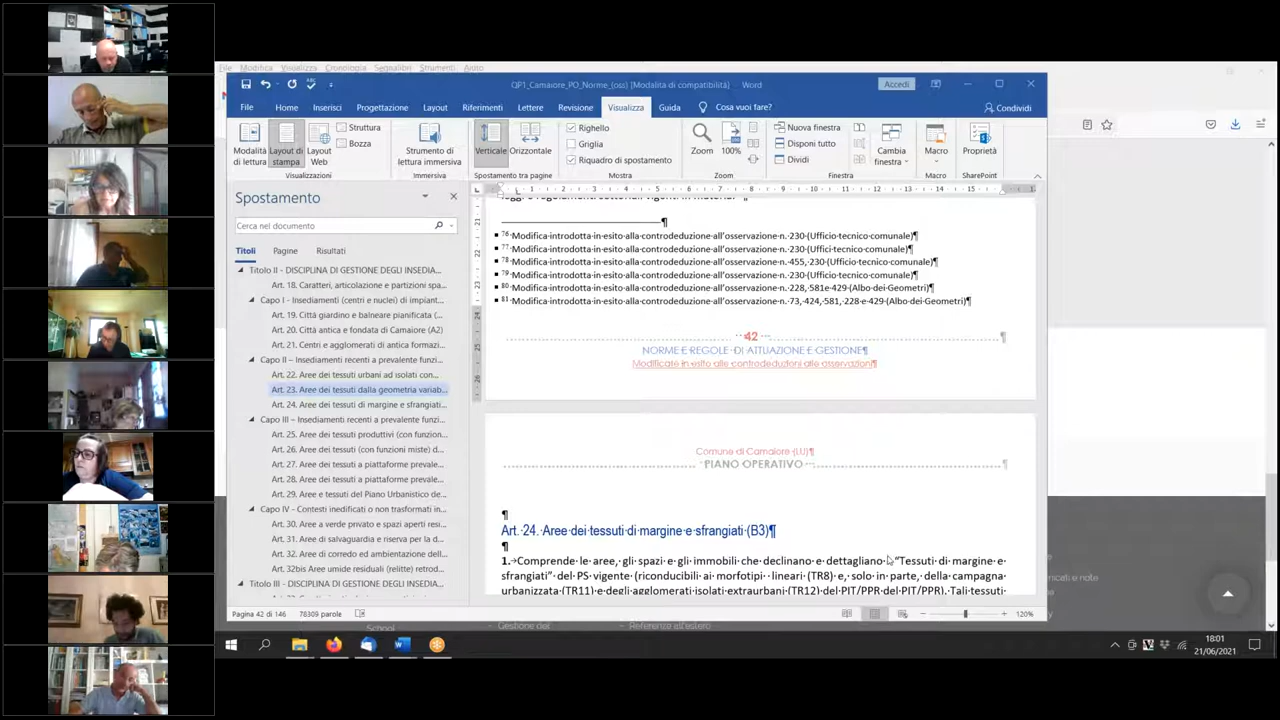 File Modifica Visualizza Cronologia Segnalibri Strumenti Aiuto
QP1_Camaiore_PO_Norme_(oss) [Modalità di compatibilità] - Word
Accedi
File Home Inserisci Progettazione Layout Riferimenti Lettere Revisione Visualizza Guida Cosa vuoi fare? Condividi
Modalità di lettura
Layout di stampa
Layout Web
Struttura
Bozza
Visualizzazioni
Strumento di lettura immersiva
Immersiva
Verticale
Orizzontale
Spostamento tra pagine
Righello
Griglia
Riquadro di spostamento
Mostra
Zoom
100%
Zoom
Nuova finestra
Disponi tutto
Dividi
Cambia finestra
Finestra
Macro
Macro
Proprietà
SharePoint
Spostamento
Cerca nel documento
Titoli Pagine Risultati
Titolo II - DISCIPLINA DI GESTIONE DEGLI INSEDIA...
Art. 18. Caratteri, articolazione e partizioni spa...
Capo I - Insediamenti (centri e nuclei) di impiant...
Art. 19. Città giardino e balneare pianificata (...
Art. 20. Città antica e fondata di Camaiore (A2)
Art. 21. Centri e agglomerati di antica formazi...
Capo II – Insediamenti recenti a prevalente funzi...
Art. 22. Aree dei tessuti urbani ad isolati con...
Art. 23. Aree dei tessuti dalla geometria variab...
Art. 24. Aree dei tessuti di margine e sfrangiati...
Capo III – Insediamenti recenti a prevalente funzi...
Art. 25. Aree dei tessuti produttivi (con funzion...
Art. 26. Aree dei tessuti (con funzioni miste) d...
Art. 27. Aree dei tessuti a piattaforme prevale...
Art. 28. Aree dei tessuti a piattaforme prevale...
Art. 29. Aree e tessuti del Piano Urbanistico de...
Capo IV - Contesti inedificati o non trasformati in...
Art. 30. Aree a verde privato e spazi aperti resi...
Art. 31. Aree di salvaguardia e riserva per la d...
Art. 32. Aree di corredo ed ambientazione dell...
Art. 32bis Aree umide residuali (relitte) retrod...
76 Modifica introdotta in esito alla controdeduzione all'osservazione n. 230 (Ufficio tecnico comunale)¶
77 Modifica introdotta in esito alla controdeduzione all'osservazione n. 230 (Ufficio tecnico comunale)¶
78 Modifica introdotta in esito alla controdeduzione all'osservazione n. 455, 230 (Ufficio tecnico comunale)¶
79 Modifica introdotta in esito alla controdeduzione all'osservazione n. 230 (Ufficio tecnico comunale)¶
80 Modifica introdotta in esito alla controdeduzione all'osservazione n. 228, 581e 429 (Albo dei Geometri)¶
81 Modifica introdotta in esito alla controdeduzione all'osservazione n. 73, 424, 581, 228 e 429 (Albo dei Geometri)¶
42
NORME E REGOLE DI ATTUAZIONE E GESTIONE¶
Modificate in esito alle controdeduzioni alle osservazioni¶
Comune di Camaiore (LU)¶
PIANO OPERATIVO
Art. 24. Aree dei tessuti di margine e sfrangiati (B3)¶
1. Comprende le aree, gli spazi e gli immobili che declinano e dettagliano i "Tessuti di margine e
sfrangiati" del PS vigente (riconducibili ai morfotipi lineari (TR8) e, solo in parte, della campagna
urbanizzata (TR11) e degli agglomerati isolati extraurbani (TR12) del PIT/PPR del PIT/PPR). Tali tessuti
Pagina 42 di 146 78309 parole
120%
School
Gestione dei
Referenze all'estero
18:01
21/06/2021